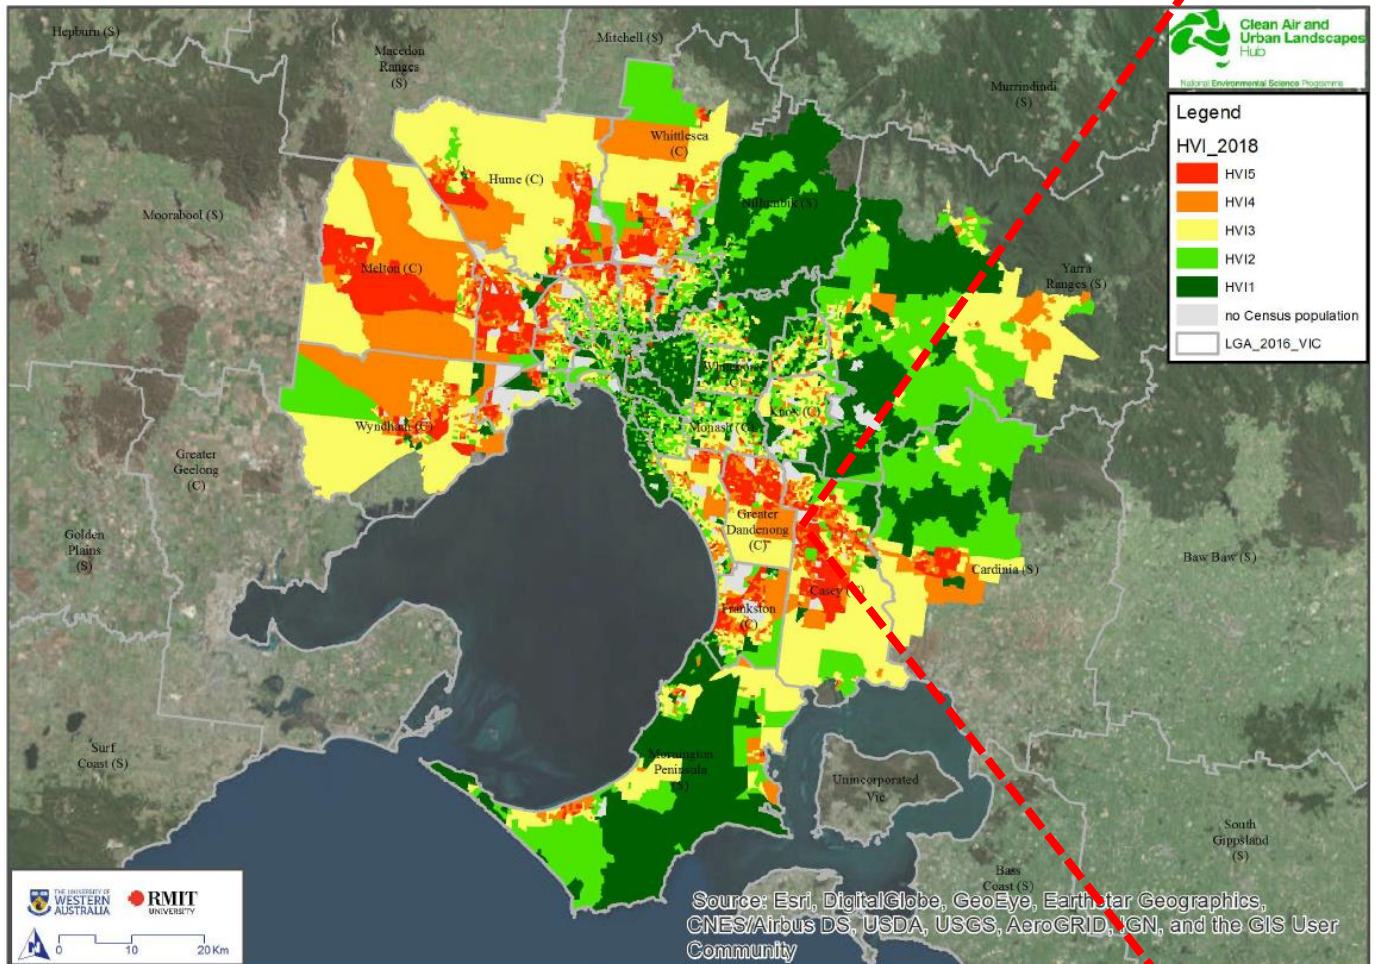 Hepburn (S)
Macedon
Ranges
(S)
Mitchell (S)
Murrindindi
(S)
Clean Air and
Urban Landscapes
Hub
National Environmental Science Programme
Legend
HVI_2018
HVI5
HVI4
HVI3
HVI2
HVI1
no Census population
LGA_2016_VIC
Whittlesea
(C)
Hume (C)
Nillumbik (S)
Moorabool (S)
Melton (C)
Yarra
Ranges (S)
Whitehorse
(C)
Knox (C)
Monash (C)
Wyndham (C)
Greater
Geelong
(C)
Greater
Dandenong
(C)
Golden
Plains
(S)
Baw Baw (S)
Cardinia (S)
Casey (C)
Frankston
(C)
Surf
Coast (S)
Mornington
Peninsula
(S)
Unincorporated
Vic
South
Gippsland
(S)
Bass
Coast (S)
THE UNIVERSITY OF
WESTERN
AUSTRALIA
RMIT
UNIVERSITY
N
0 10 20 Km
Source: Esri, DigitalGlobe, GeoEye, Earthstar Geographics,
CNES/Airbus DS, USDA, USGS, AeroGRID, IGN, and the GIS User
Community